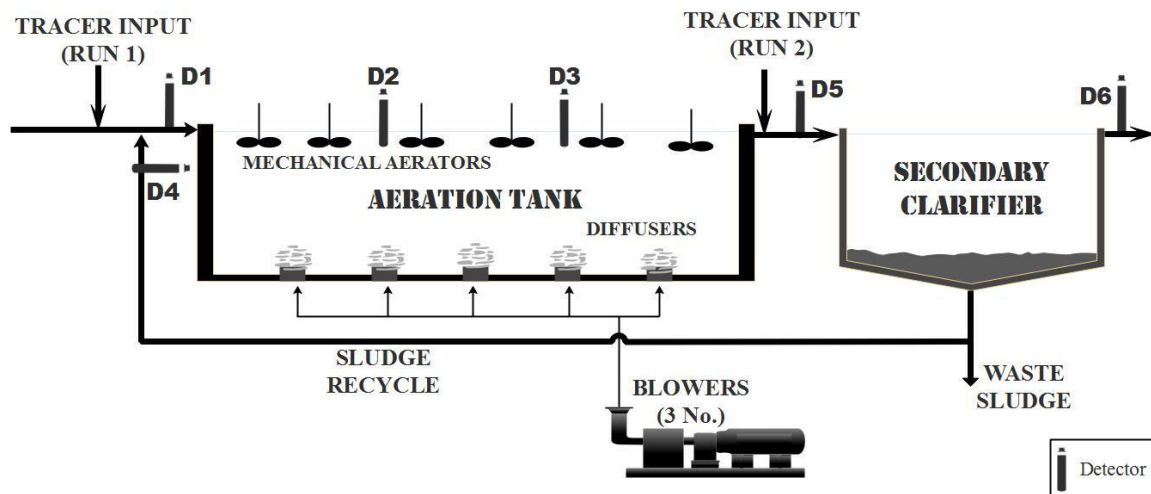 TRACER INPUT
(RUN 1)
TRACER INPUT
(RUN 2)
D1
D2
D3
D5
D6
MECHANICAL AERATORS
D4
AERATION TANK
SECONDARY
CLARIFIER
DIFFUSERS
SLUDGE
RECYCLE
BLOWERS
(3 No.)
WASTE
SLUDGE
Detector